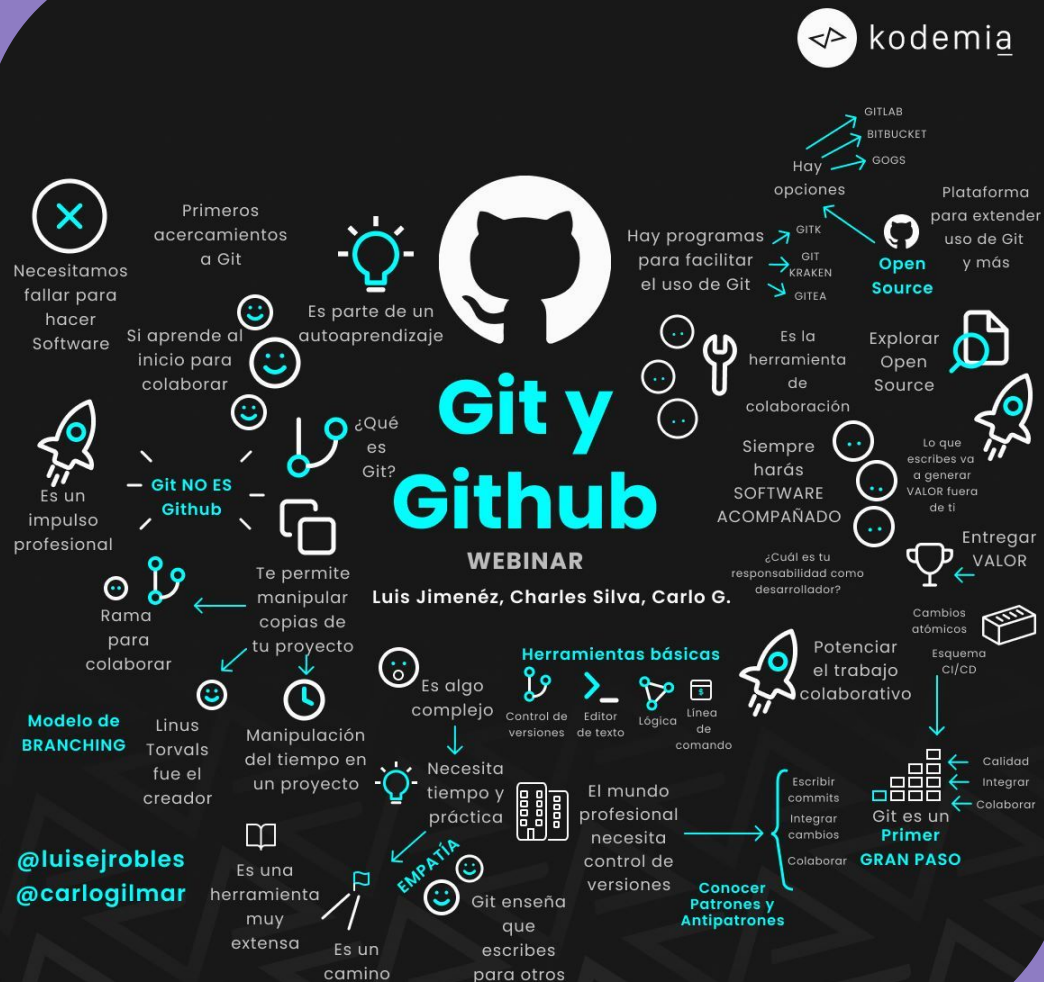 kodemia
GITLAB
BITBUCKET
GOGS
Hay
opciones
Plataforma
para extender
uso de Git
y más
Open
Source
Hay programas
para facilitar
el uso de Git
GITK
GIT
KRAKEN
GITEA
Primeros
acercamientos
a Git
Necesitamos
fallar para
hacer
Software
Es parte de un
autoaprendizaje
Si aprende al
inicio para
colaborar
Es la
herramienta
de
colaboración
Explorar
Open
Source
¿Qué
es
Git?
Git y
Github
WEBINAR
Luis Jimenéz, Charles Silva, Carlo G.
Es un
impulso
profesional
Git NO ES
Github
Siempre
harás
SOFTWARE
ACOMPAÑADO
Lo que
escribes va
a generar
VALOR fuera
de ti
Entregar
VALOR
¿Cuál es tu
responsabilidad como
desarrollador?
Te permite
manipular
copias de
tu proyecto
Rama
para
colaborar
Cambios
atómicos
Esquema
CI/CD
Potenciar
el trabajo
colaborativo
Herramientas básicas
Control de
versiones
Editor
de texto
Lógica
Línea
de
comando
$
Es algo
complejo
Modelo de
BRANCHING
Linus
Torvals
fue el
creador
Manipulación
del tiempo en
un proyecto
Necesita
tiempo y
práctica
El mundo
profesional
necesita
control de
versiones
Escribir
commits
Integrar
cambios
Colaborar
Calidad
Integrar
Colaborar
Git es un
Primer
GRAN PASO
@luisejrobles
@carlogilmar
Es una
herramienta
muy
extensa
EMPATÍA
Es un
camino
Git enseña
que
escribes
para otros
Conocer
Patrones y
Antipatrones